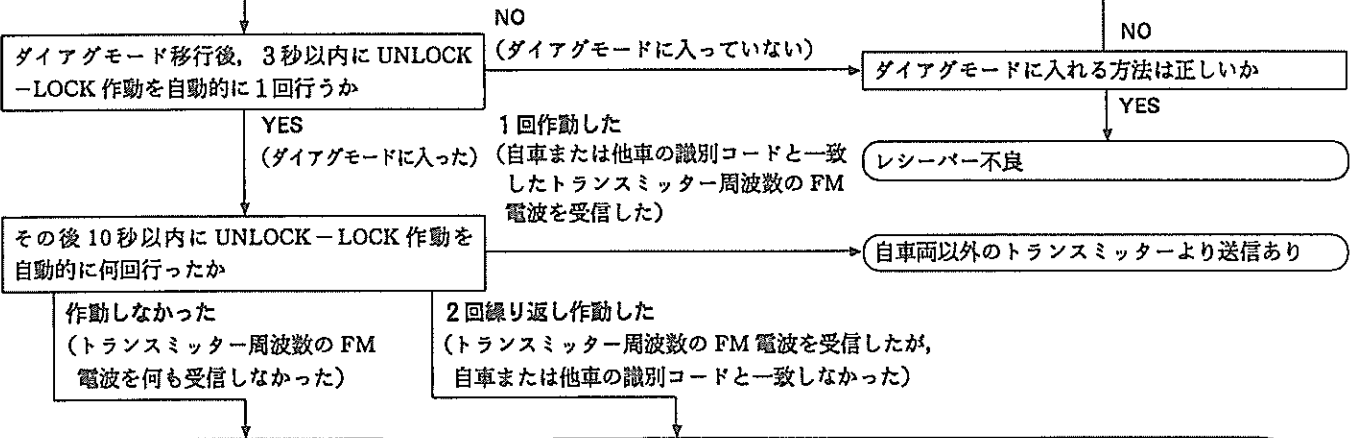 NO
(ダイアグモードに入っていない)
NO
ダイアグモード移行後,3秒以内に UNLOCK
-LOCK 作動を自動的に1回行うか
ダイアグモードに入れる方法は正しいか
YES
(ダイアグモードに入った)
1回作動した
(自車または他車の識別コードと一致
したトランスミッター周波数の FM
電波を受信した)
YES
レシーバー不良
その後 10 秒以内に UNLOCK-LOCK 作動を
自動的に何回行ったか
自車両以外のトランスミッターより送信あり
作動しなかった
(トランスミッター周波数の FM
電波を何も受信しなかった)
2回繰り返し作動した
(トランスミッター周波数の FM 電波を受信したが,
自車または他車の識別コードと一致しなかった)